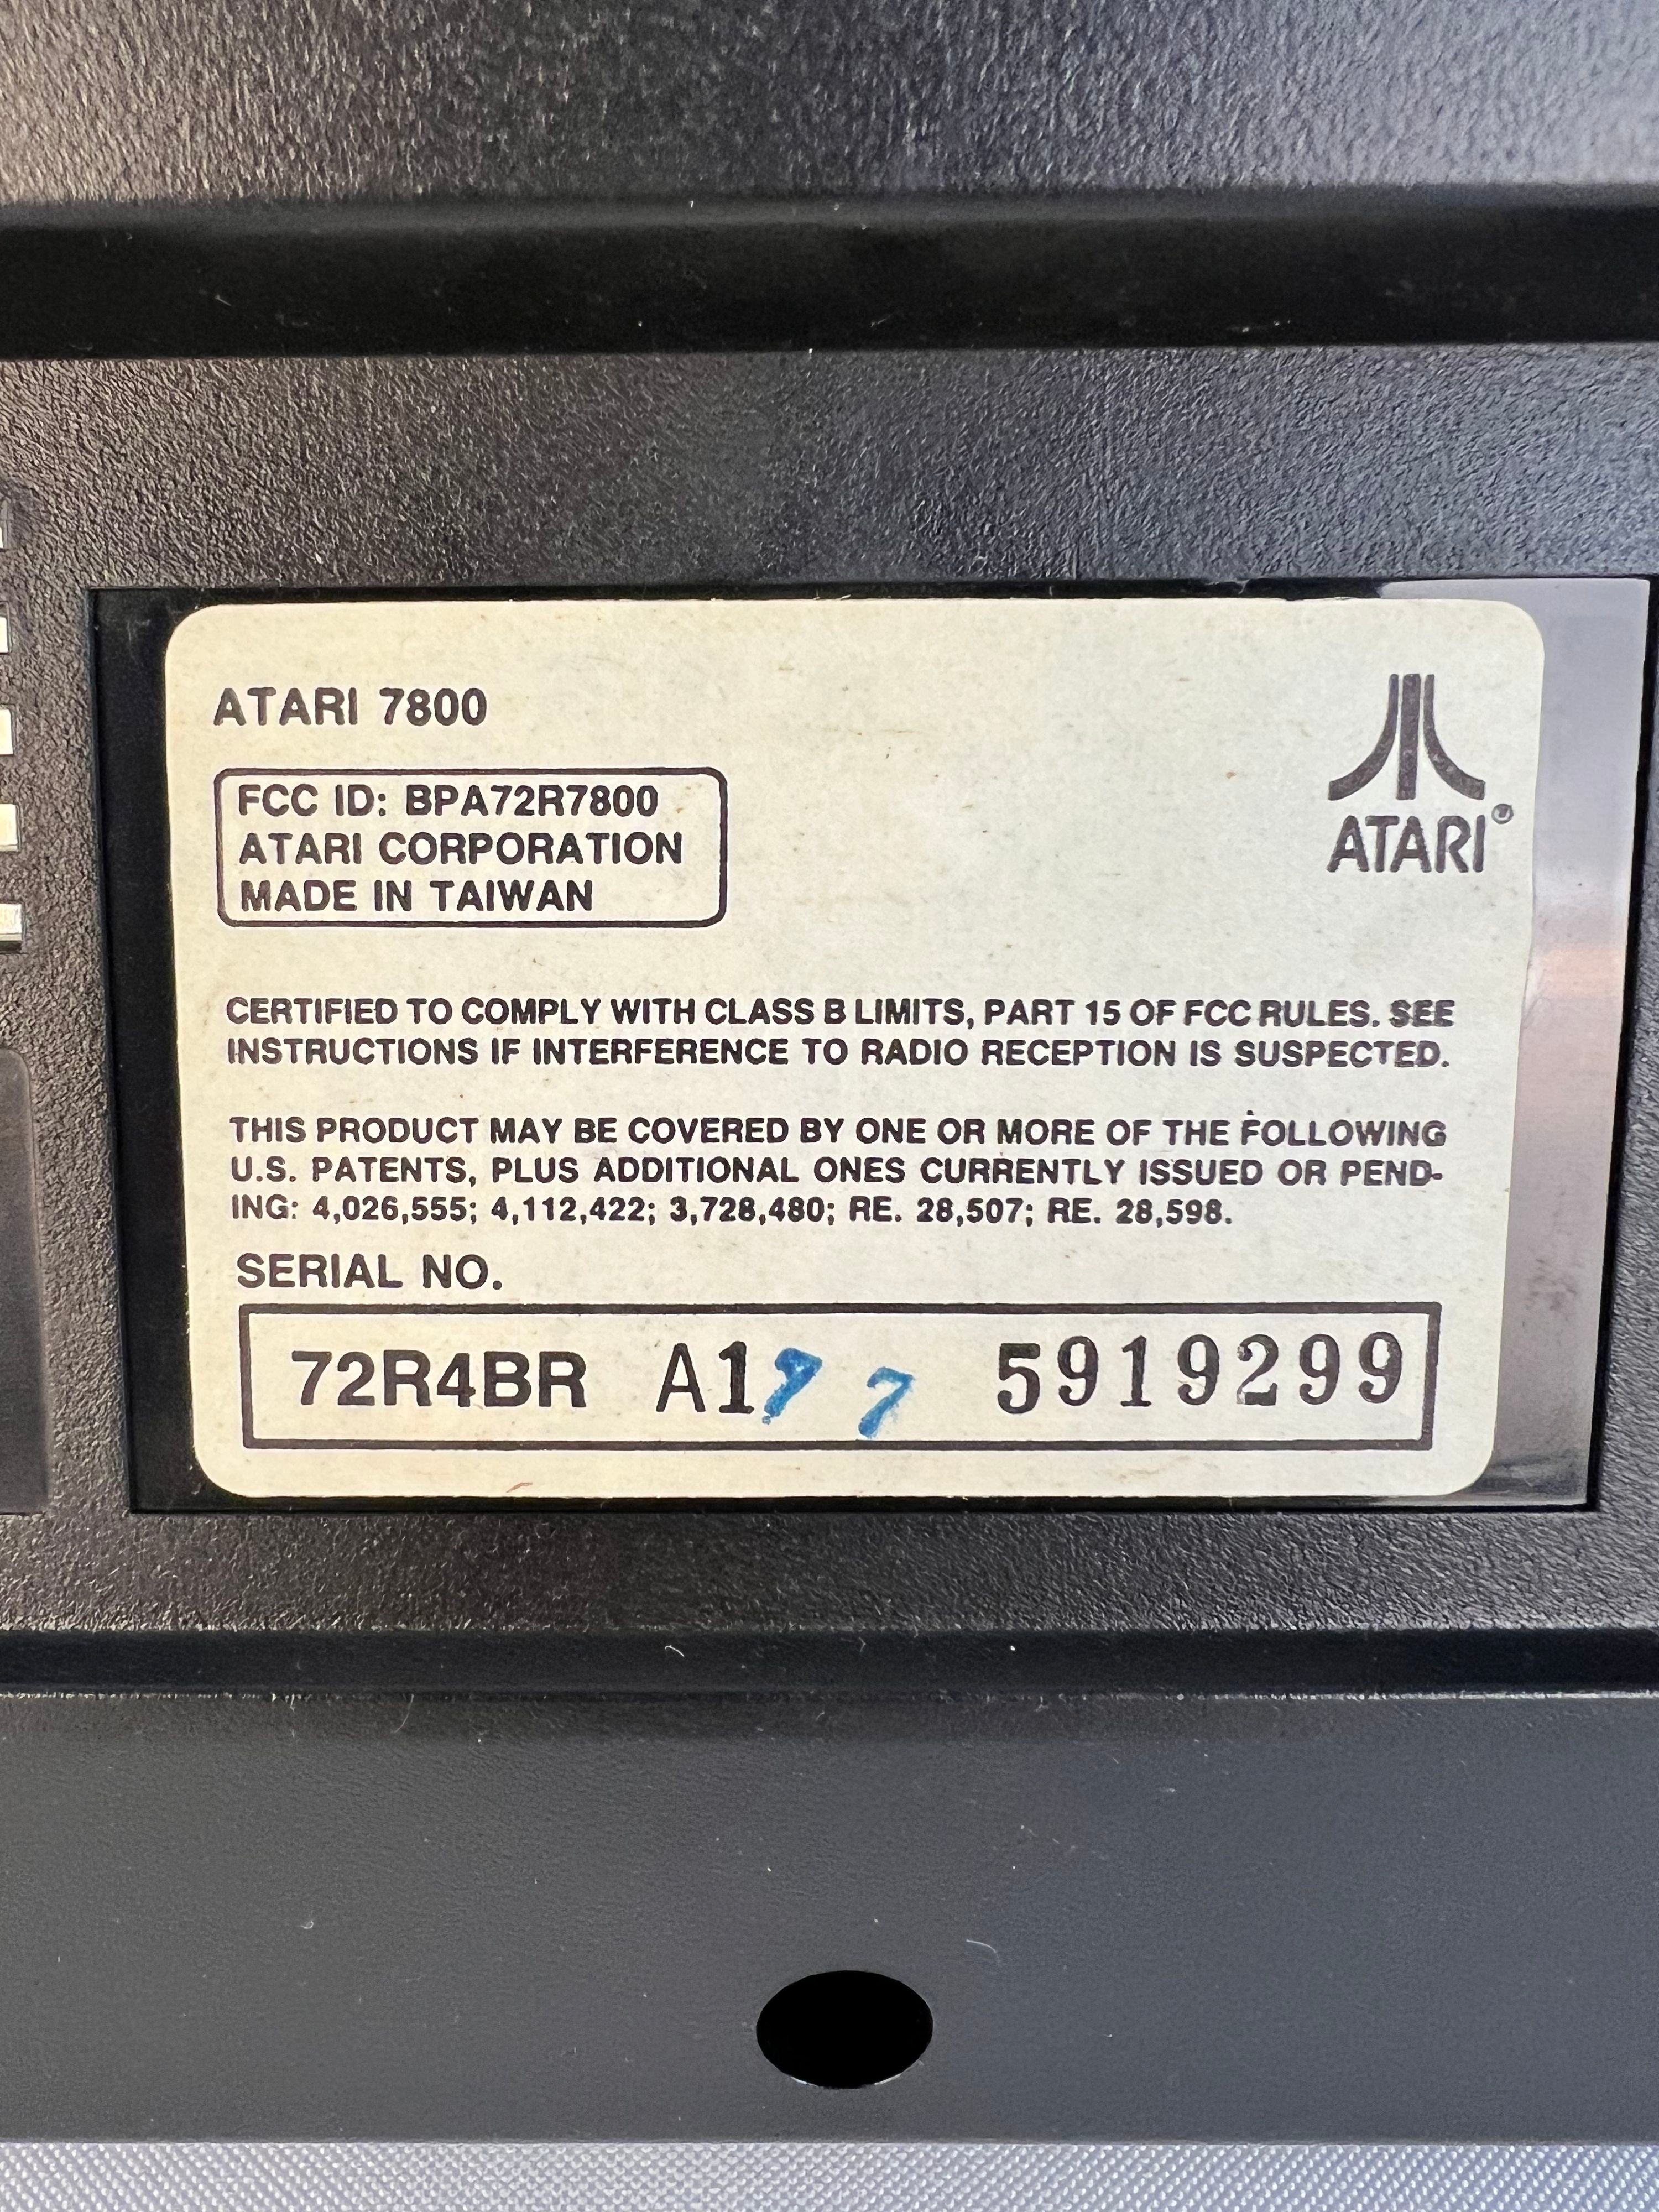 ATARI 7800
FCC ID: BPA72R7800
ATARI CORPORATION
MADE IN TAIWAN
ATARI®
CERTIFIED TO COMPLY WITH CLASS B LIMITS, PART 15 OF FCC RULES. SEE
INSTRUCTIONS IF INTERFERENCE TO RADIO RECEPTION IS SUSPECTED.
THIS PRODUCT MAY BE COVERED BY ONE OR MORE OF THE FOLLOWING
U.S. PATENTS, PLUS ADDITIONAL ONES CURRENTLY ISSUED OR PEND-
ING: 4,026,555; 4,112,422; 3,728,480; RE. 28,507; RE. 28,598.
SERIAL NO.
72R4BR A1 7 7 5919299